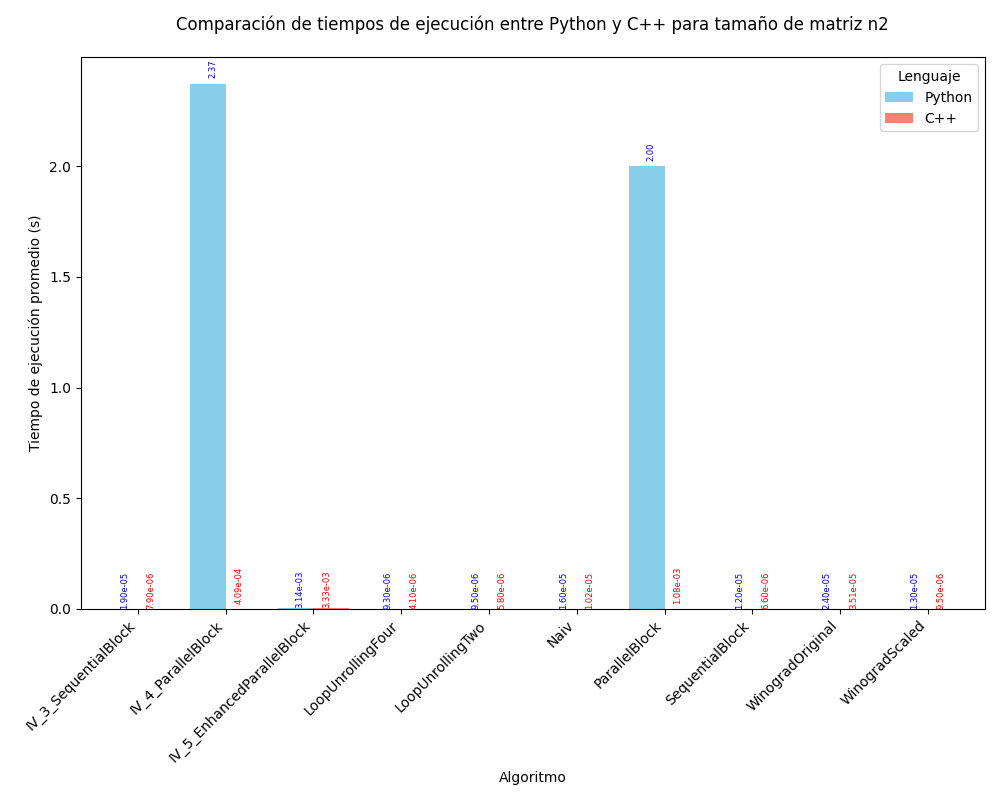 Comparación de tiempos de ejecución entre Python y C++ para tamaño de matriz n2
Lenguaje
Python
C++
Tiempo de ejecución promedio (s)
2.0
1.5
1.0
0.5
0.0
1.90e-05
7.90e-06
2.37
4.09e-04
3.14e-03
3.33e-03
9.30e-06
4.10e-06
9.50e-06
5.80e-06
1.60e-05
1.02e-05
2.00
1.08e-03
1.20e-05
6.60e-06
2.40e-05
3.51e-05
1.30e-05
9.50e-06
IV_3_SequentialBlock
IV_4_ParallelBlock
IV_5_EnhancedParallelBlock
LoopUnrollingFour
LoopUnrollingTwo
Naiv
ParallelBlock
SequentialBlock
WinogradOriginal
WinogradScaled
Algoritmo